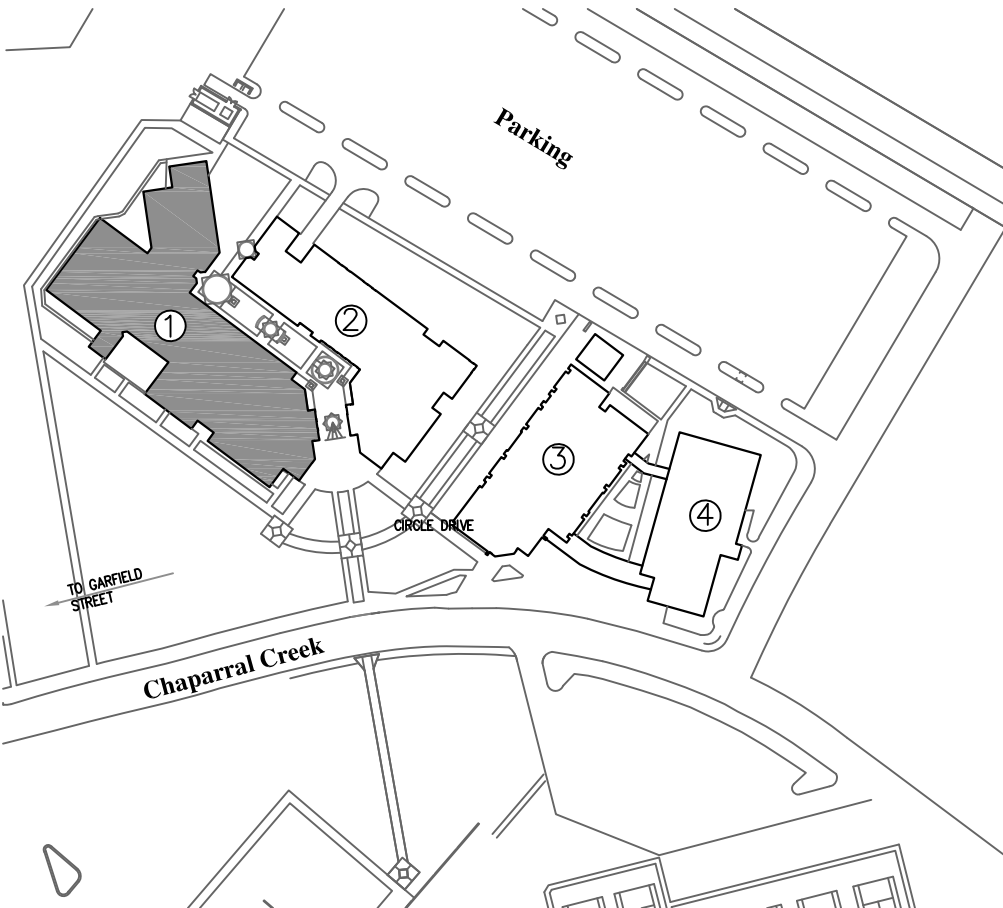 Parking
1
2
3
4
CIRCLE DRIVE
TO GARFIELD
STREET
Chaparral Creek